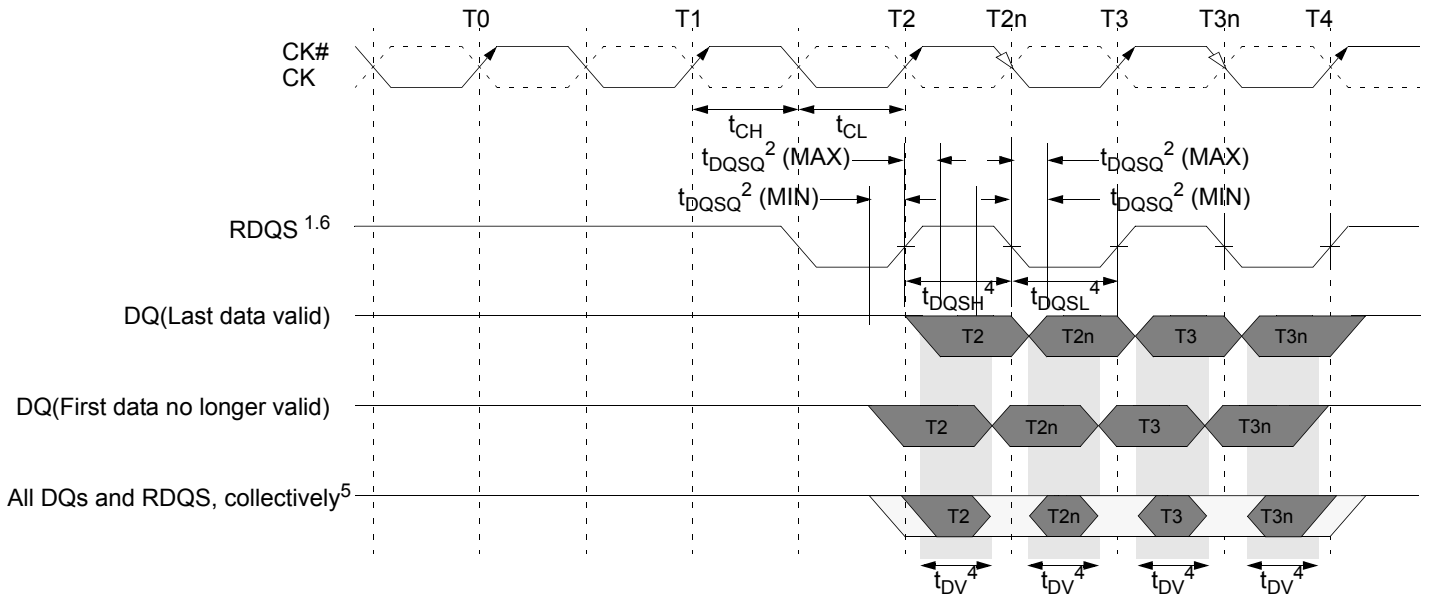 T0 T1 T2 T2n T3 T3n T4
CK#
CK
tCH tCL
tDQSQ2 (MAX) tDQSQ2 (MAX)
tDQSQ2 (MIN) tDQSQ2 (MIN)
RDQS 1.6
tDQSH4 tDQSL4
DQ(Last data valid) T2 T2n T3 T3n
DQ(First data no longer valid) T2 T2n T3 T3n
All DQs and RDQS, collectively5 T2 T2n T3 T3n
tDV4 tDV4 tDV4 tDV4